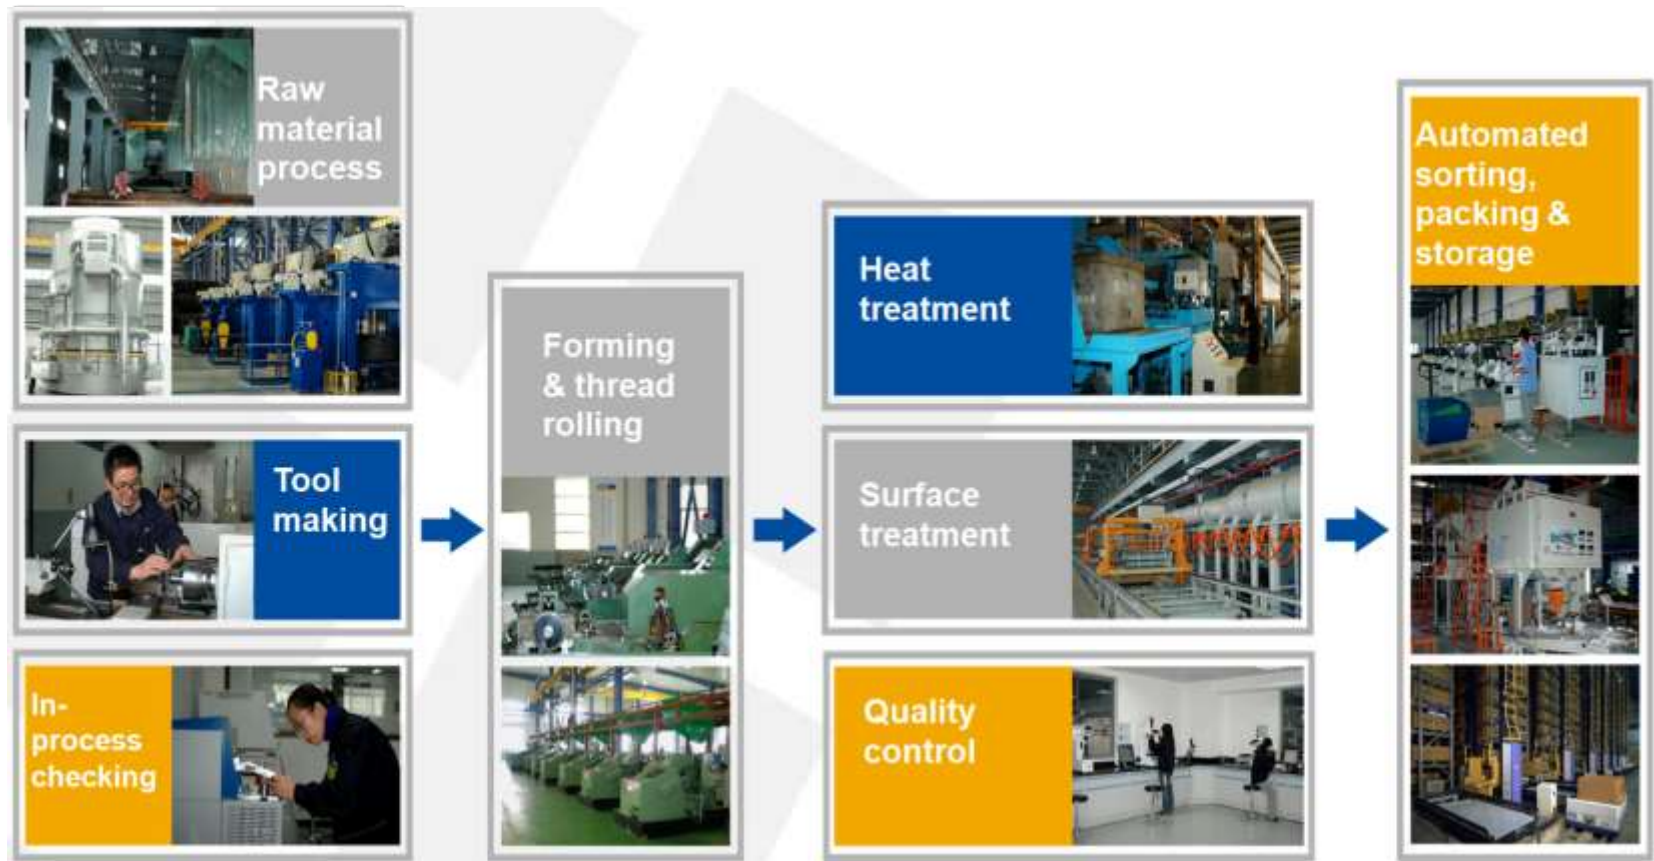 Raw
material
process
Tool
making
In-
process
checking
Forming
& thread
rolling
Heat
treatment
Surface
treatment
Quality
control
Automated
sorting,
packing &
storage